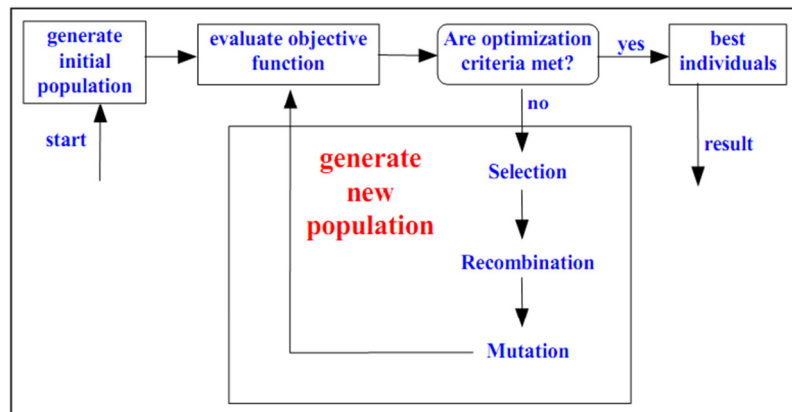 generate
initial
population
evaluate objective
function
Are optimization
criteria met?
yes
best
individuals
start
no
result
generate
new
population
Selection
Recombination
Mutation